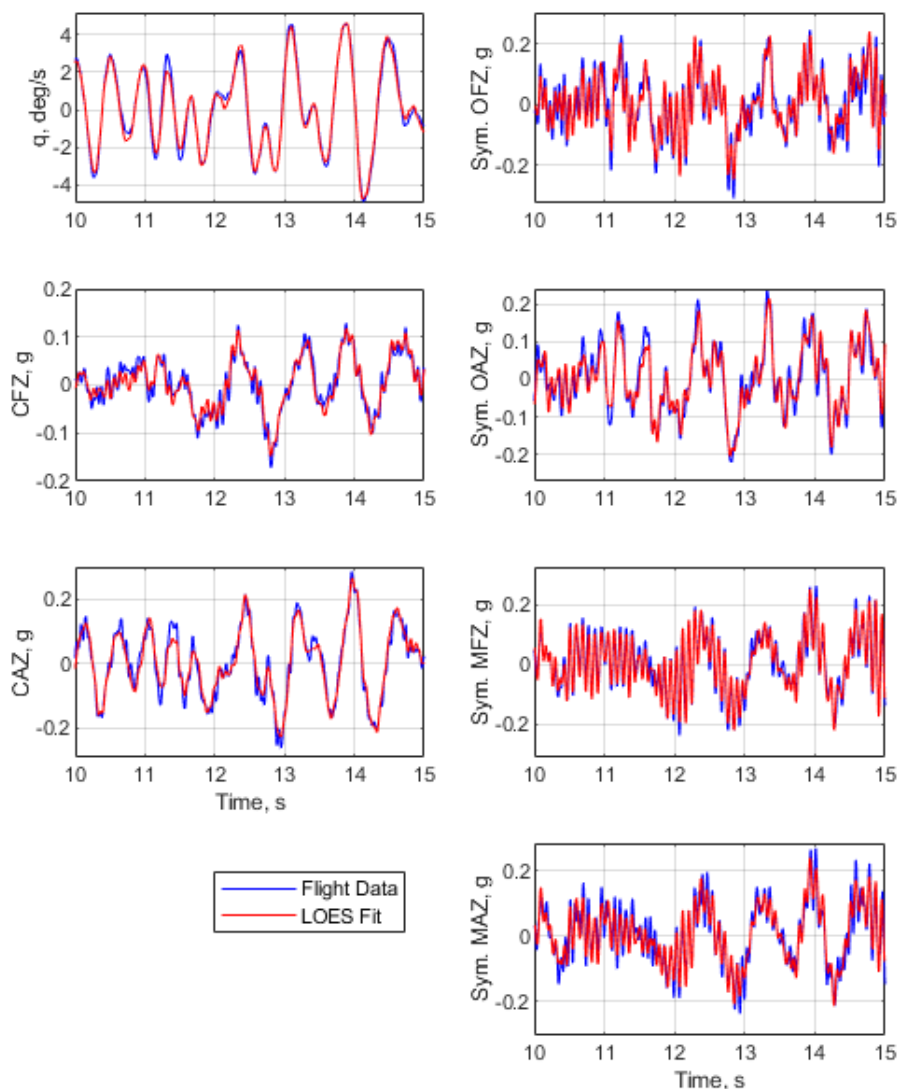 q, deg/s
4
2
0
-2
-4
10 11 12 13 14 15
Sym. OFZ, g
0.2
0
-0.2
10 11 12 13 14 15
CFZ, g
0.2
0.1
0
-0.1
-0.2
10 11 12 13 14 15
Sym. OAZ, g
0.2
0.1
0
-0.1
-0.2
10 11 12 13 14 15
CAZ, g
0.2
0
-0.2
10 11 12 13 14 15
Time, s
Sym. MFZ, g
0.2
0
-0.2
10 11 12 13 14 15
Flight Data
LOES Fit
Sym. MAZ, g
0.2
0
-0.2
10 11 12 13 14 15
Time, s